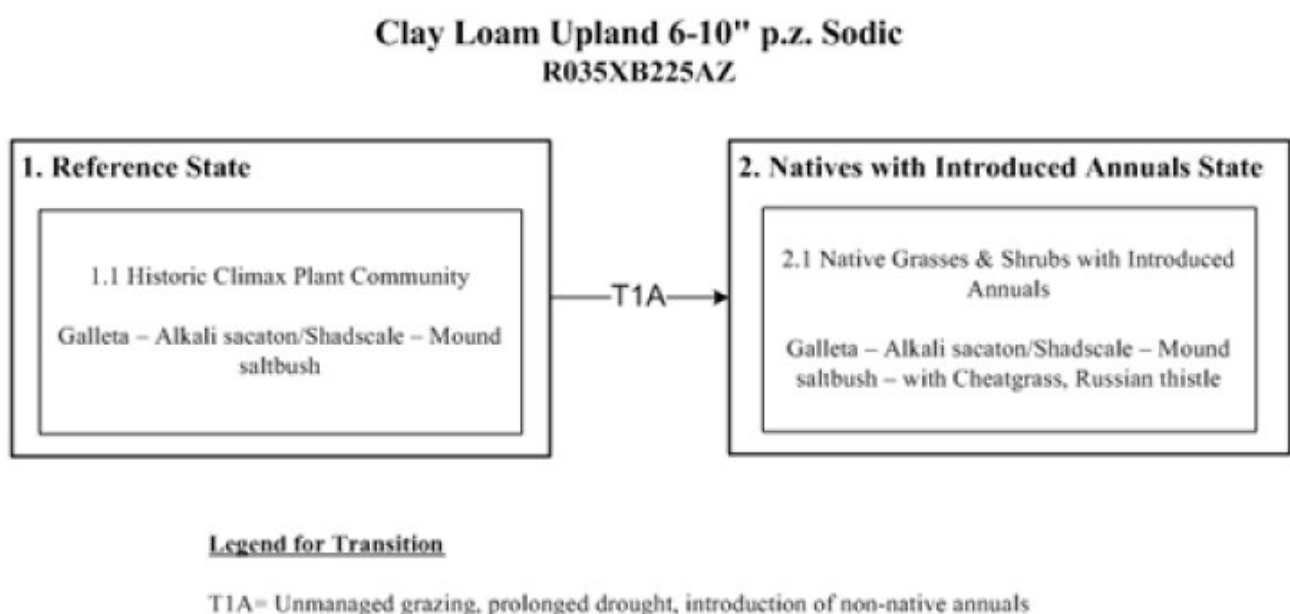 Clay Loam Upland 6-10" p.z. Sodic
R035XB225AZ
1. Reference State
1.1 Historic Climax Plant Community
Galleta – Alkali sacaton/Shadscale – Mound
saltbush
T1A
2. Natives with Introduced Annuals State
2.1 Native Grasses & Shrubs with Introduced
Annuals
Galleta – Alkali sacaton/Shadscale – Mound
saltbush – with Cheatgrass, Russian thistle
Legend for Transition
T1A= Unmanaged grazing, prolonged drought, introduction of non-native annuals